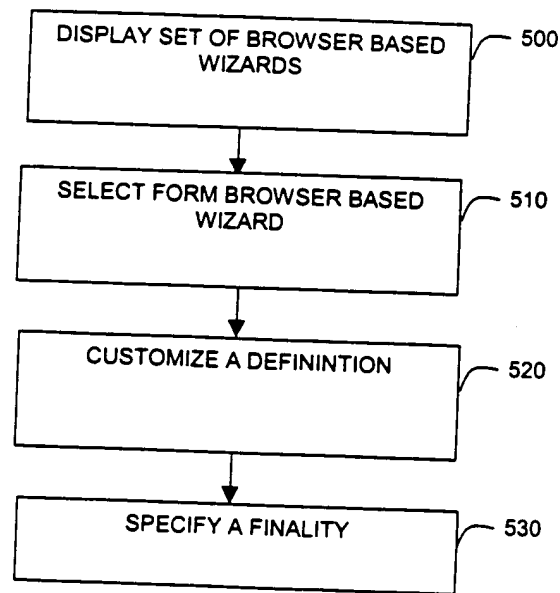 DISPLAY SET OF BROWSER BASED
WIZARDS
500
SELECT FORM BROWSER BASED
WIZARD
510
CUSTOMIZE A DEFININTION
520
SPECIFY A FINALITY
530